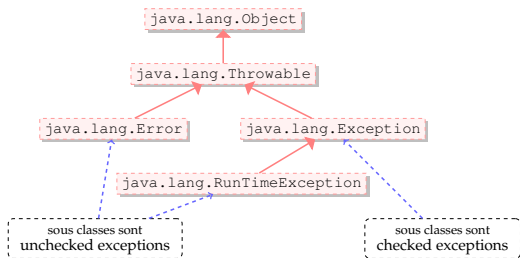 java.lang.Object
java.lang.Throwable
java.lang.Error
java.lang.Exception
java.lang.RunTimeException
sous classes sont
unchecked exceptions
sous classes sont
checked exceptions